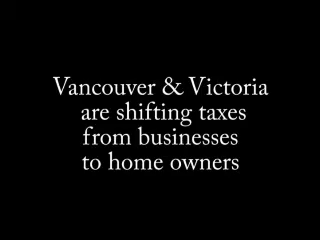 Vancouver & Victoria
are shifting taxes
from businesses
to home owners